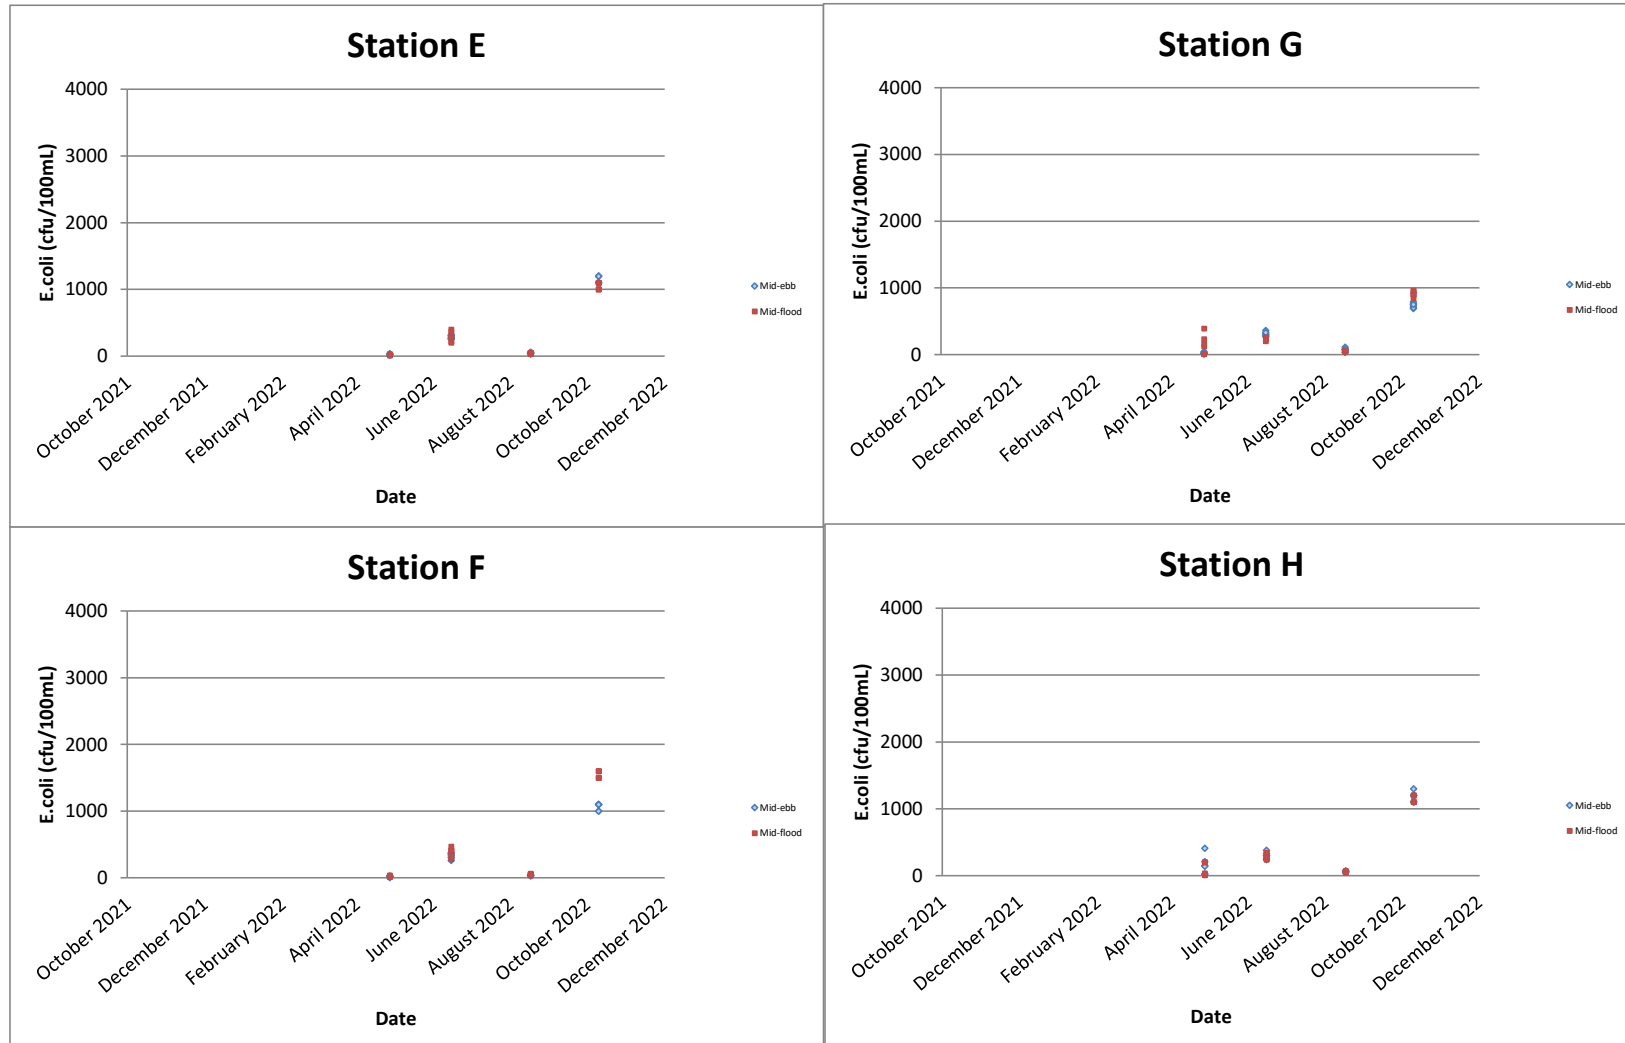 Station E
4000
3000
2000
1000
0
E.coli (cfu/100mL)
October 2021
December 2021
February 2022
April 2022
June 2022
August 2022
October 2022
December 2022
Date
Mid-ebb
Mid-flood
Station G
4000
3000
2000
1000
0
E.coli (cfu/100mL)
October 2021
December 2021
February 2022
April 2022
June 2022
August 2022
October 2022
December 2022
Date
Mid-ebb
Mid-flood
Station F
4000
3000
2000
1000
0
E.coli (cfu/100mL)
October 2021
December 2021
February 2022
April 2022
June 2022
August 2022
October 2022
December 2022
Date
Mid-ebb
Mid-flood
Station H
4000
3000
2000
1000
0
E.coli (cfu/100mL)
October 2021
December 2021
February 2022
April 2022
June 2022
August 2022
October 2022
December 2022
Date
Mid-ebb
Mid-flood